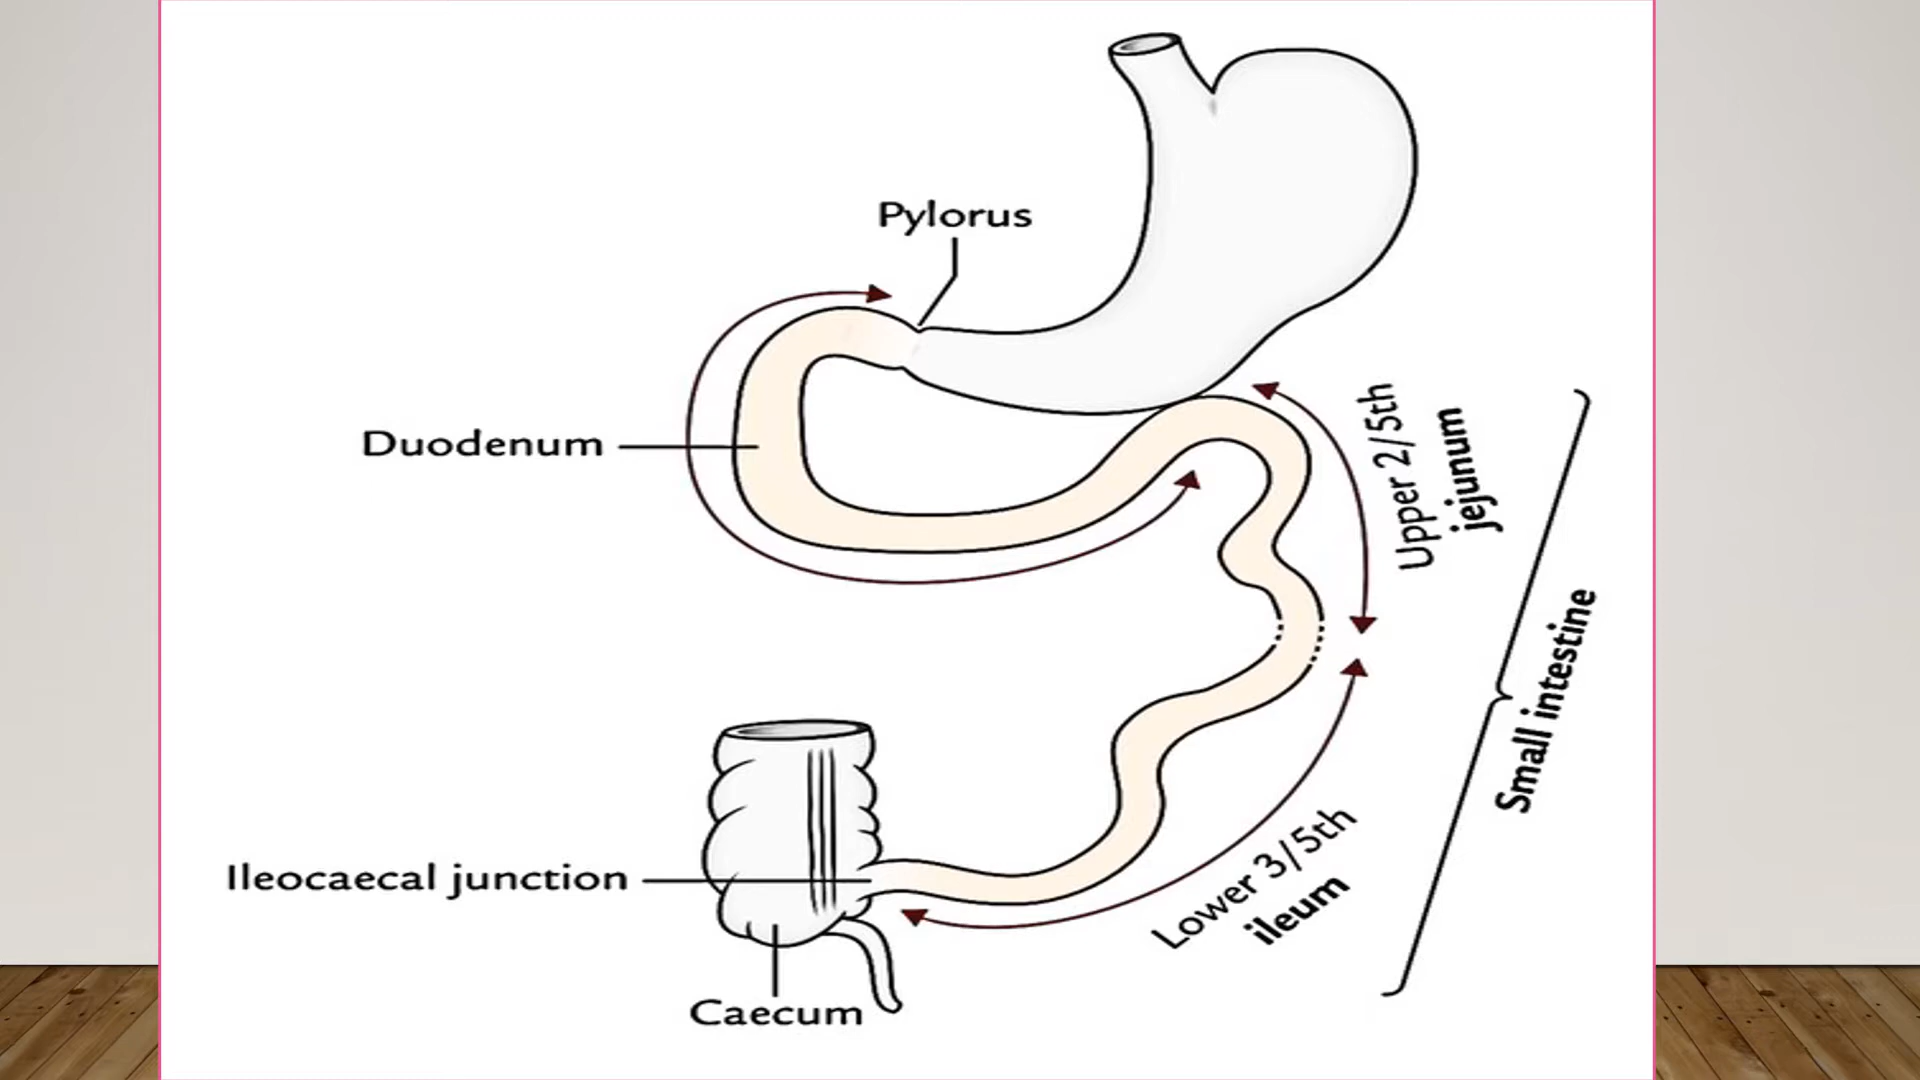 Pylorus
Duodenum
Upper 2/5th
jejunum
Small intestine
Lower 3/5th
ileum
Ileocaecal junction
Caecum